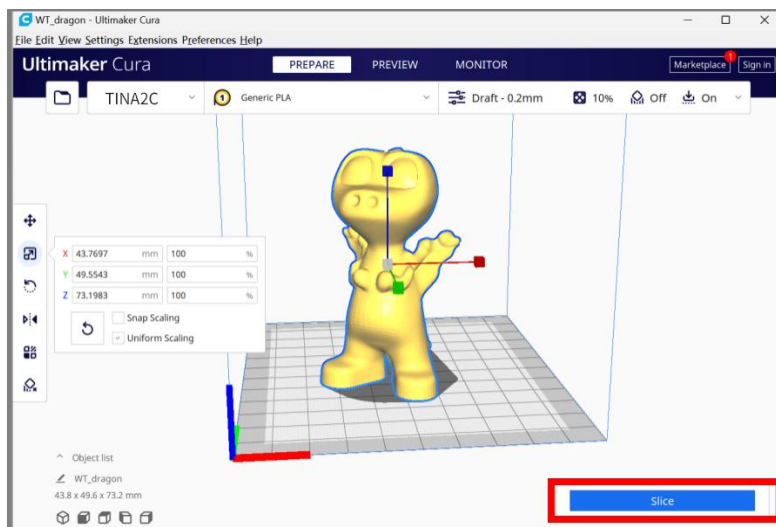 WT_dragon - Ultimaker Cura
File Edit View Settings Extensions Preferences Help
Ultimaker Cura PREPARE PREVIEW MONITOR Marketplace 1 Sign in
TINA2C 1 Generic PLA Draft - 0.2mm 10% Off On
X 43.7697 mm 100 %
Y 49.5543 mm 100 %
Z 73.1983 mm 100 %
Snap Scaling
Uniform Scaling
Object list
WT_dragon
43.8 x 49.6 x 73.2 mm
Slice